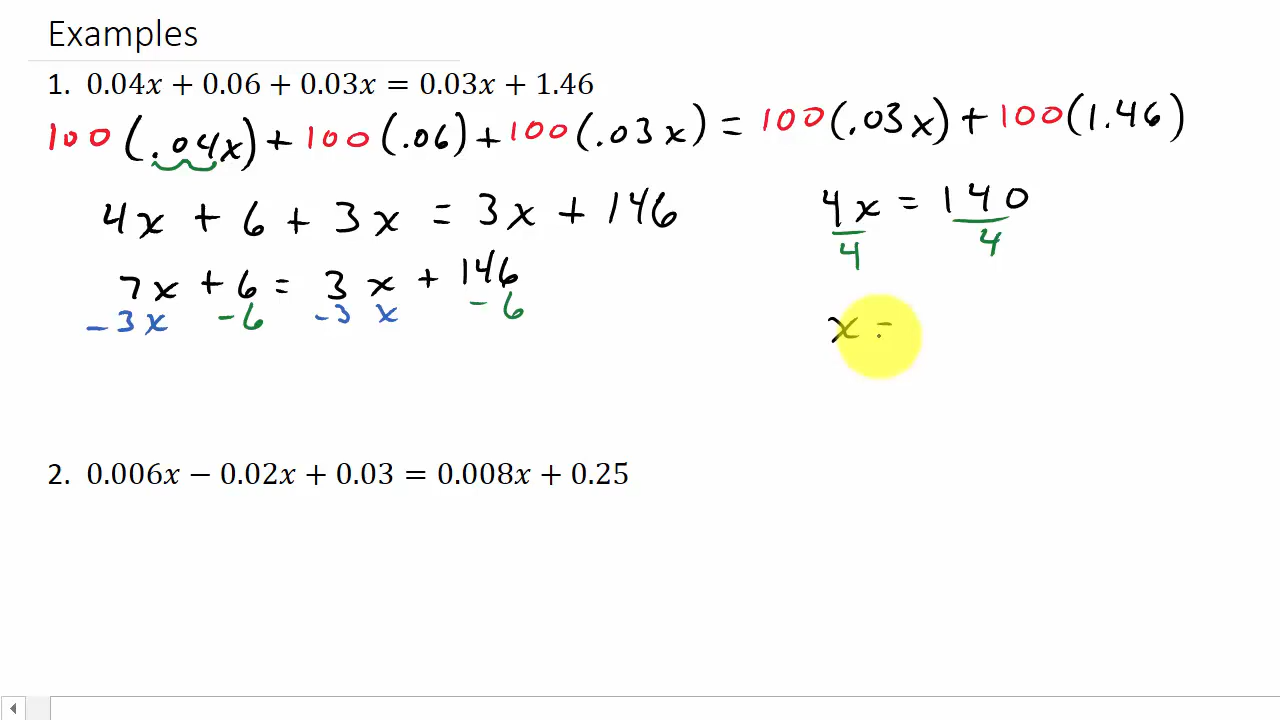 Examples
1. 0.04x + 0.06 + 0.03x = 0.03x + 1.46
100 (.04x) + 100 (.06) + 100 (.03x) = 100 (.03x) + 100 (1.46)
4x + 6 + 3x = 3x + 146
7x + 6 = 3x + 146
-3x -6 -3x -6
4x = 140
4 4
x =
2. 0.006x − 0.02x + 0.03 = 0.008x + 0.25